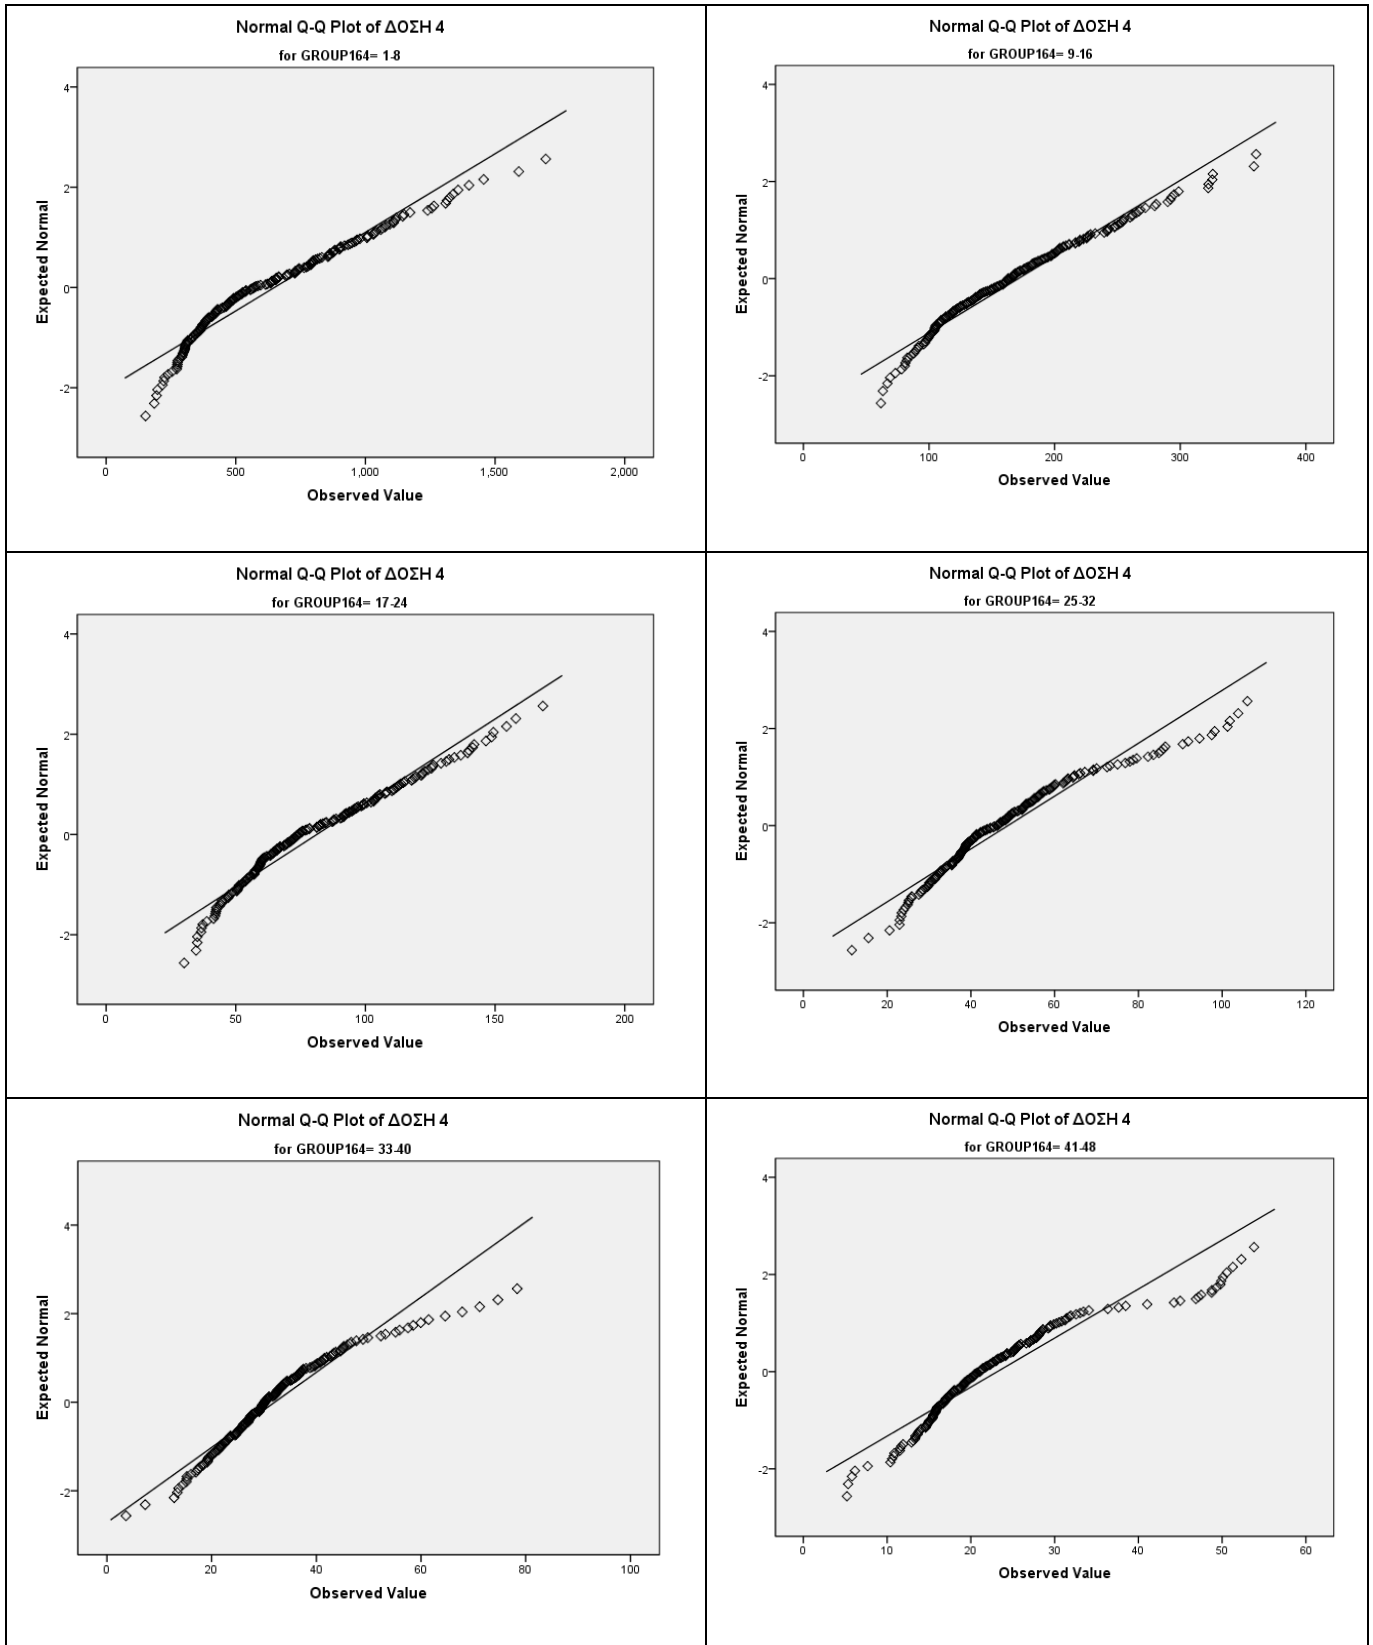 Normal Q-Q Plot of ΔΟΣΗ 4
for GROUP164= 1-8
4
2
0
-2
Expected Normal
0 500 1,000 1,500 2,000
Observed Value
Normal Q-Q Plot of ΔΟΣΗ 4
for GROUP164= 9-16
4
2
0
-2
Expected Normal
0 100 200 300 400
Observed Value
Normal Q-Q Plot of ΔΟΣΗ 4
for GROUP164= 17-24
4
2
0
-2
Expected Normal
0 50 100 150 200
Observed Value
Normal Q-Q Plot of ΔΟΣΗ 4
for GROUP164= 25-32
4
2
0
-2
Expected Normal
0 20 40 60 80 100 120
Observed Value
Normal Q-Q Plot of ΔΟΣΗ 4
for GROUP164= 33-40
4
2
0
-2
Expected Normal
0 20 40 60 80 100
Observed Value
Normal Q-Q Plot of ΔΟΣΗ 4
for GROUP164= 41-48
4
2
0
-2
Expected Normal
0 10 20 30 40 50 60
Observed Value